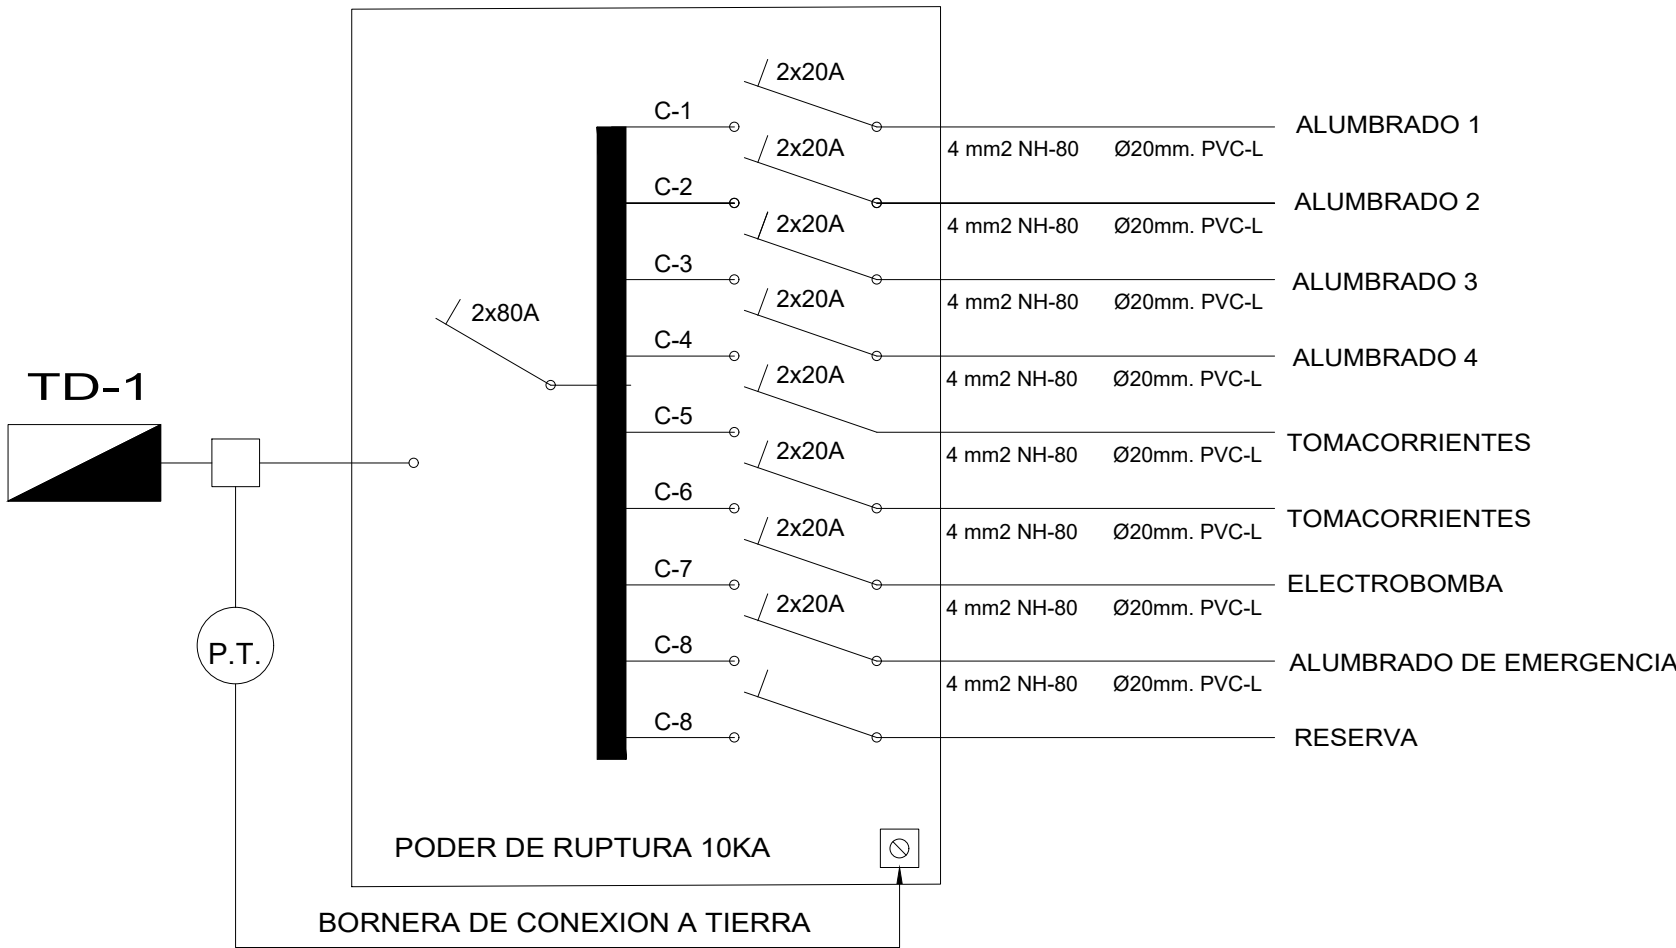 2x20A
C-1
ALUMBRADO 1
2x20A
4 mm2 NH-80 Ø20mm. PVC-L
C-2
ALUMBRADO 2
2x20A
4 mm2 NH-80 Ø20mm. PVC-L
C-3
ALUMBRADO 3
2x20A
4 mm2 NH-80 Ø20mm. PVC-L
2x80A
C-4
ALUMBRADO 4
2x20A
4 mm2 NH-80 Ø20mm. PVC-L
TD-1
C-5
TOMACORRIENTES
2x20A
4 mm2 NH-80 Ø20mm. PVC-L
C-6
TOMACORRIENTES
2x20A
4 mm2 NH-80 Ø20mm. PVC-L
C-7
ELECTROBOMBA
2x20A
4 mm2 NH-80 Ø20mm. PVC-L
C-8
ALUMBRADO DE EMERGENCIA
P.T.
4 mm2 NH-80 Ø20mm. PVC-L
C-8
RESERVA
PODER DE RUPTURA 10KA
BORNERA DE CONEXION A TIERRA